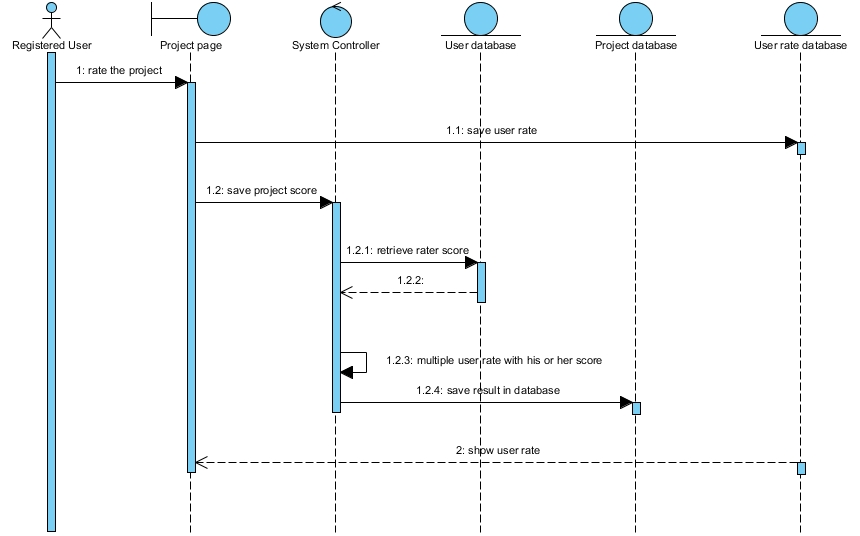 Registered User
Project page
System Controller
User database
Project database
User rate database
1: rate the project
1.1: save user rate
1.2: save project score
1.2.1: retrieve rater score
1.2.2:
1.2.3: multiple user rate with his or her score
1.2.4: save result in database
2: show user rate